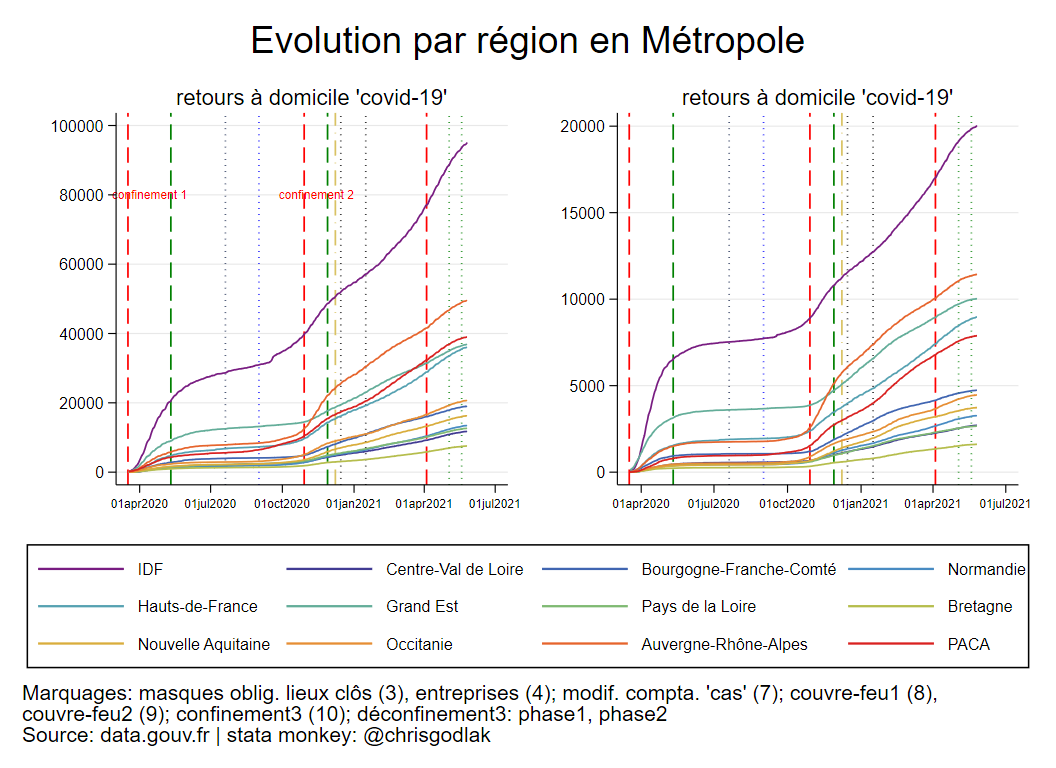 Evolution par région en Métropole
retours à domicile 'covid-19'
100000
80000
60000
40000
20000
0
confinement 1
confinement 2
01apr2020
01jul2020
01oct2020
01jan2021
01apr2021
01jul2021
retours à domicile 'covid-19'
20000
15000
10000
5000
0
01apr2020
01jul2020
01oct2020
01jan2021
01apr2021
01jul2021
IDF
Centre-Val de Loire
Bourgogne-Franche-Comté
Normandie
Hauts-de-France
Grand Est
Pays de la Loire
Bretagne
Nouvelle Aquitaine
Occitanie
Auvergne-Rhône-Alpes
PACA
Marquages: masques oblig. lieux clôs (3), entreprises (4); modif. compta. 'cas' (7); couvre-feu1 (8),
couvre-feu2 (9); confinement3 (10); déconfinement3: phase1, phase2
Source: data.gouv.fr | stata monkey: @chrisgodlak